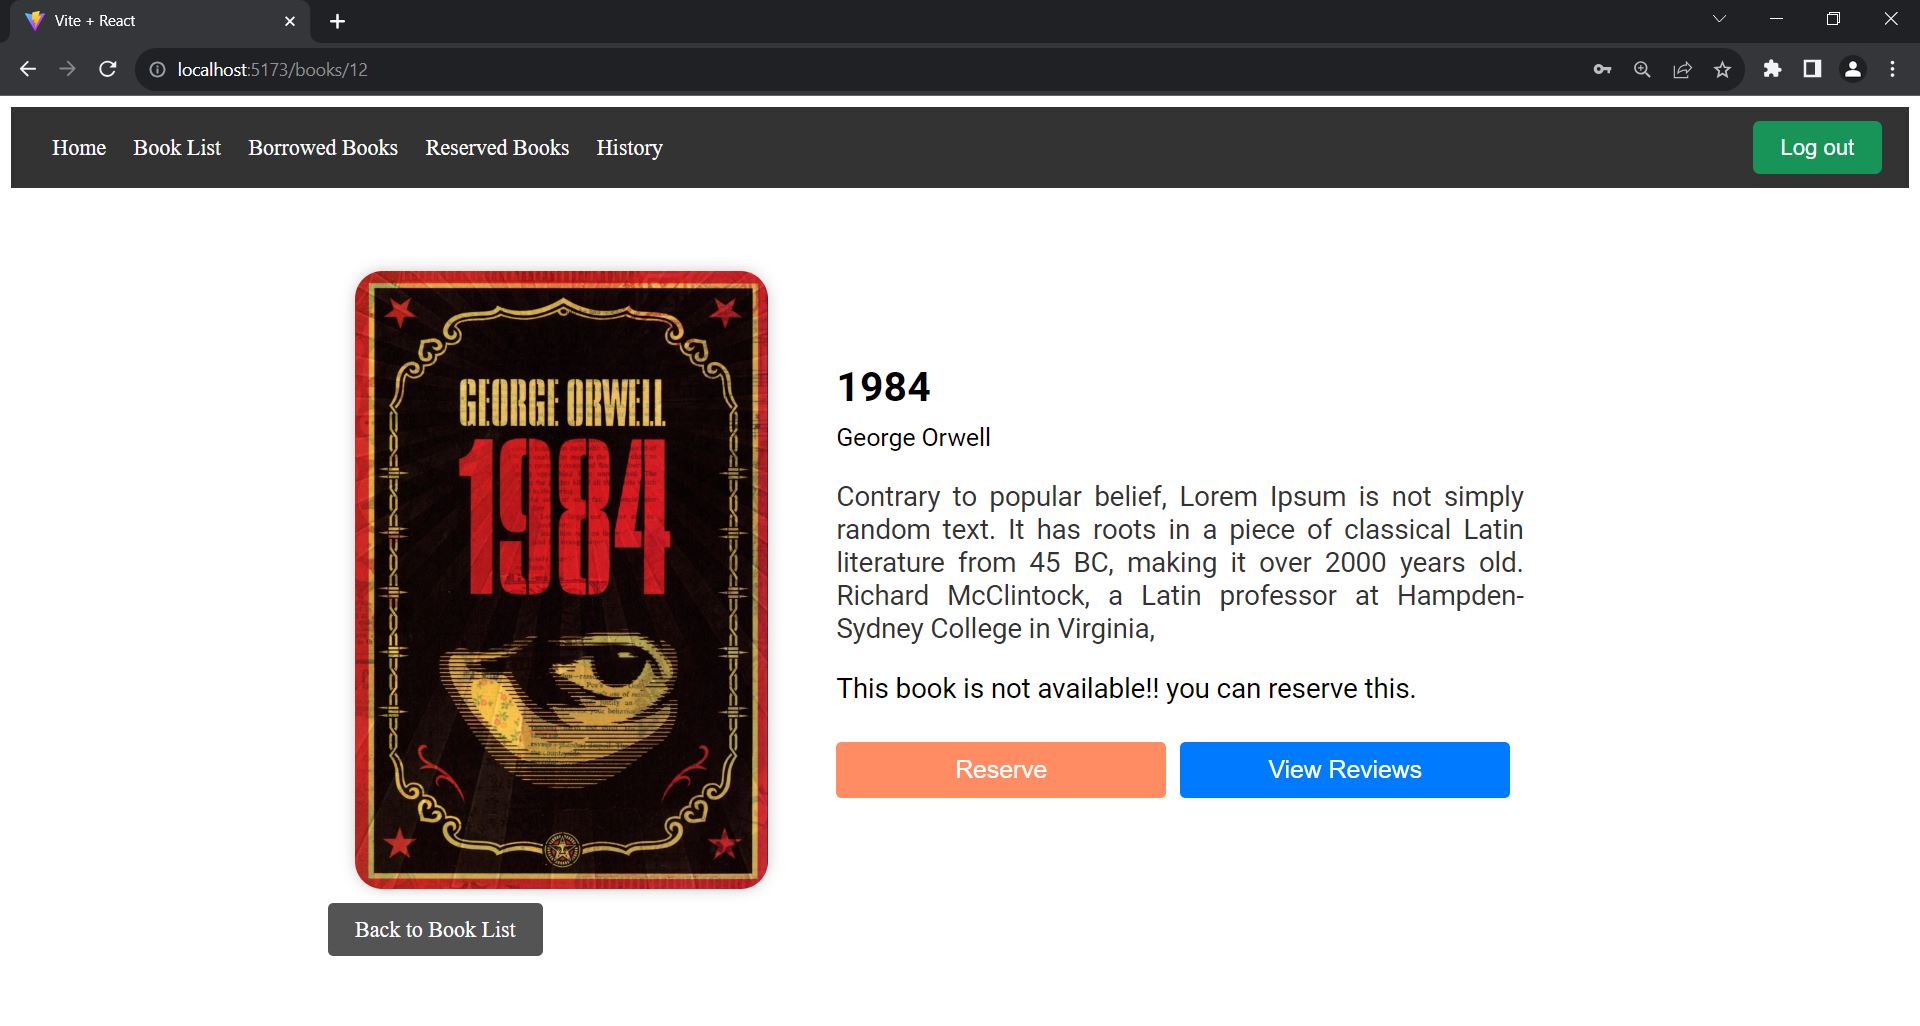 Vite + React
localhost:5173/books/12
Home Book List Borrowed Books Reserved Books History Log out
GEORGE ORWELL
1984
1984
George Orwell
Contrary to popular belief, Lorem Ipsum is not simply
random text. It has roots in a piece of classical Latin
literature from 45 BC, making it over 2000 years old.
Richard McClintock, a Latin professor at Hampden-
Sydney College in Virginia,
This book is not available!! you can reserve this.
Reserve View Reviews
Back to Book List